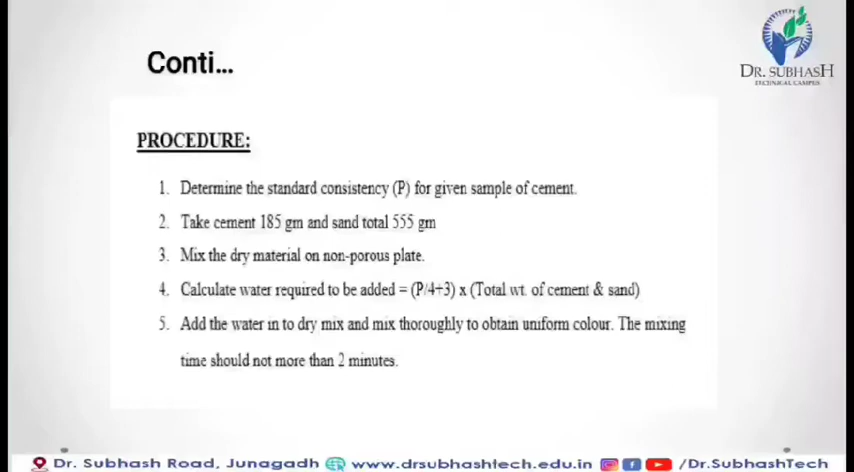 Conti...
DR. SUBHASH
TECHNICAL CAMPUS
PROCEDURE:
1. Determine the standard consistency (P) for given sample of cement.
2. Take cement 185 gm and sand total 555 gm
3. Mix the dry material on non-porous plate.
4. Calculate water required to be added = (P/4+3) x (Total wt. of cement & sand)
5. Add the water in to dry mix and mix thoroughly to obtain uniform colour. The mixing
time should not more than 2 minutes.
Dr. Subhash Road, Junagadh www.drsubhashtech.edu.in /Dr.SubhashTech